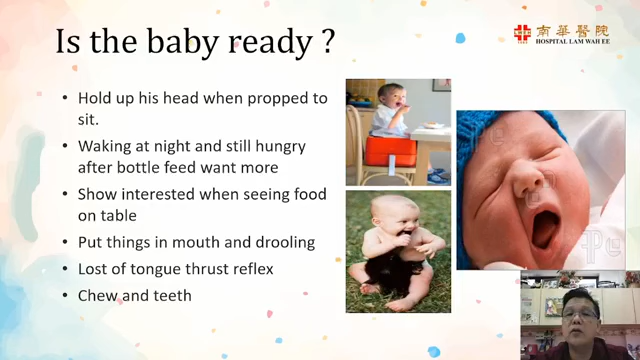 Is the baby ready ?
南華醫院
HOSPITAL LAM WAH EE
• Hold up his head when propped to
sit.
• Waking at night and still hungry
after bottle feed want more
• Show interested when seeing food
on table
• Put things in mouth and drooling
• Lost of tongue thrust reflex
• Chew and teeth